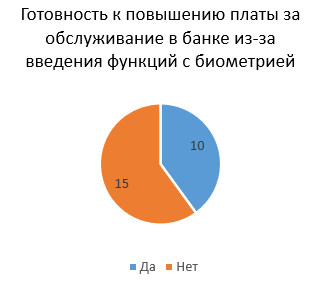 Готовность к повышению платы за
обслуживание в банке из-за
введения функций с биометрией
10
15
Да Нет